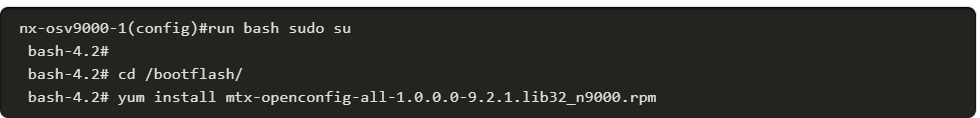 nx-osv9000-1(config)#run bash sudo su
bash-4.2#
bash-4.2# cd /bootflash/
bash-4.2# yum install mtx-openconfig-all-1.0.0.0-9.2.1.lib32_n9000.rpm